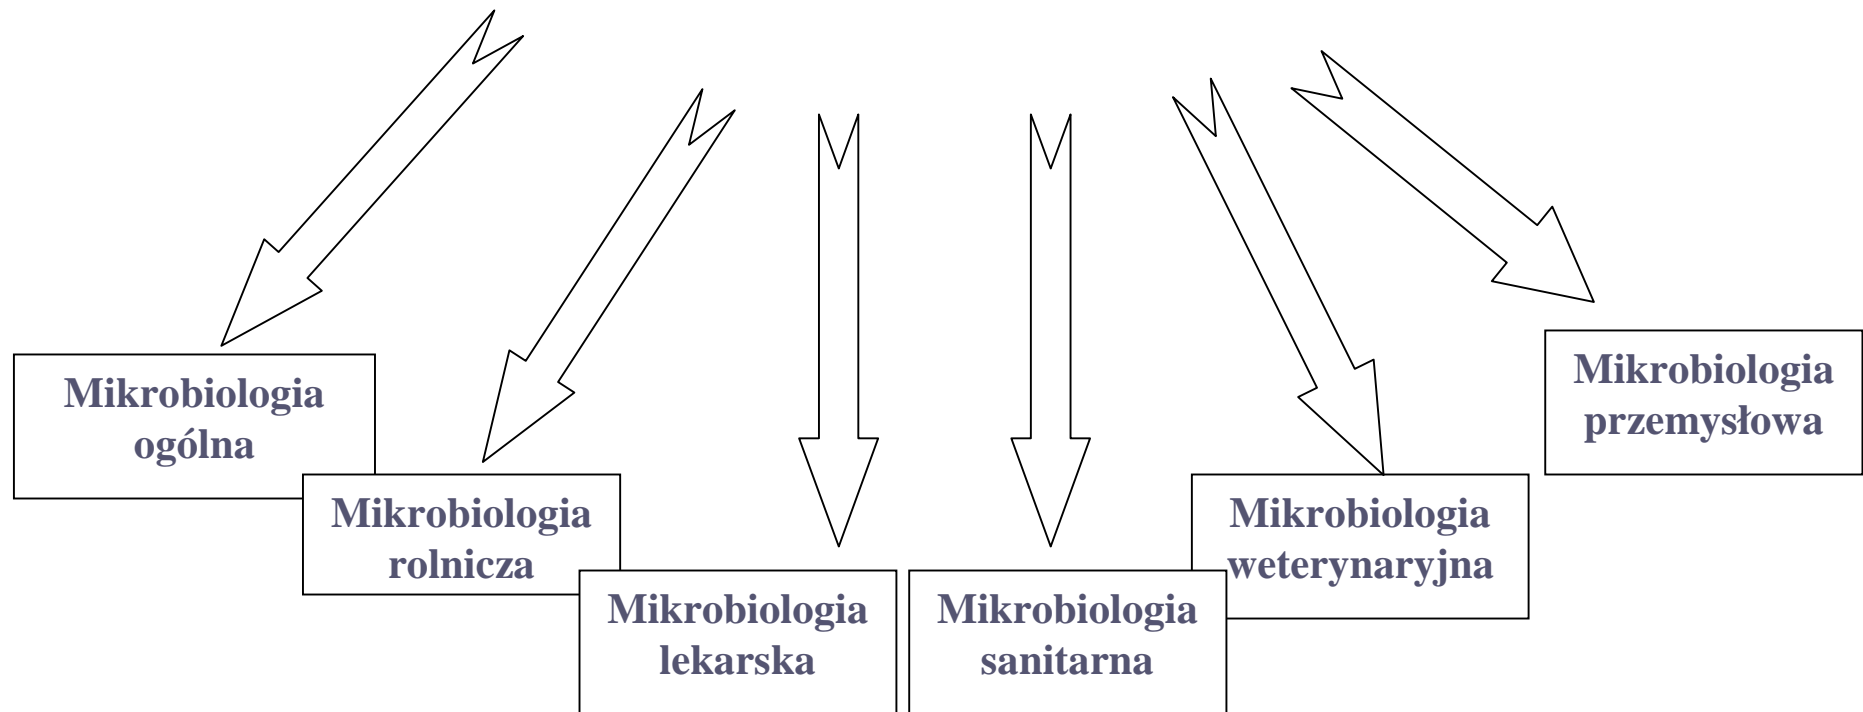 Mikrobiologia
ogólna
Mikrobiologia
rolnicza
Mikrobiologia
lekarska
Mikrobiologia
sanitarna
Mikrobiologia
weterynaryjna
Mikrobiologia
przemysłowa